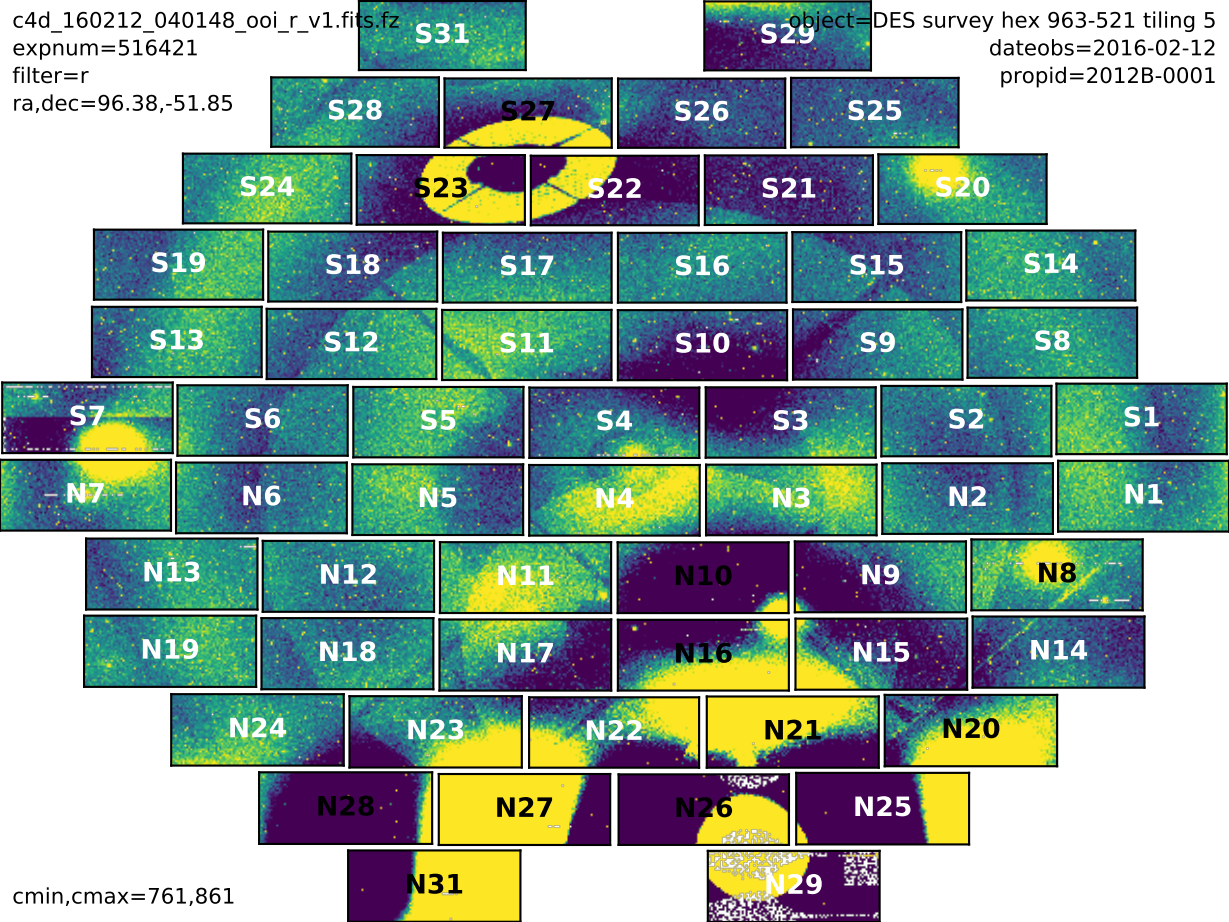 c4d_160212_040148_ooi_r_v1.fits.fz
expnum=516421
filter=r
ra,dec=96.38,-51.85
object=DES survey hex 963-521 tiling 5
dateobs=2016-02-12
propid=2012B-0001
S31 S29
S28 S27 S26 S25
S24 S23 S22 S21 S20
S19 S18 S17 S16 S15 S14
S13 S12 S11 S10 S9 S8
S7 S6 S5 S4 S3 S2 S1
N7 N6 N5 N4 N3 N2 N1
N13 N12 N11 N10 N9 N8
N19 N18 N17 N16 N15 N14
N24 N23 N22 N21 N20
N28 N27 N26 N25
N31 N29
cmin,cmax=761,861